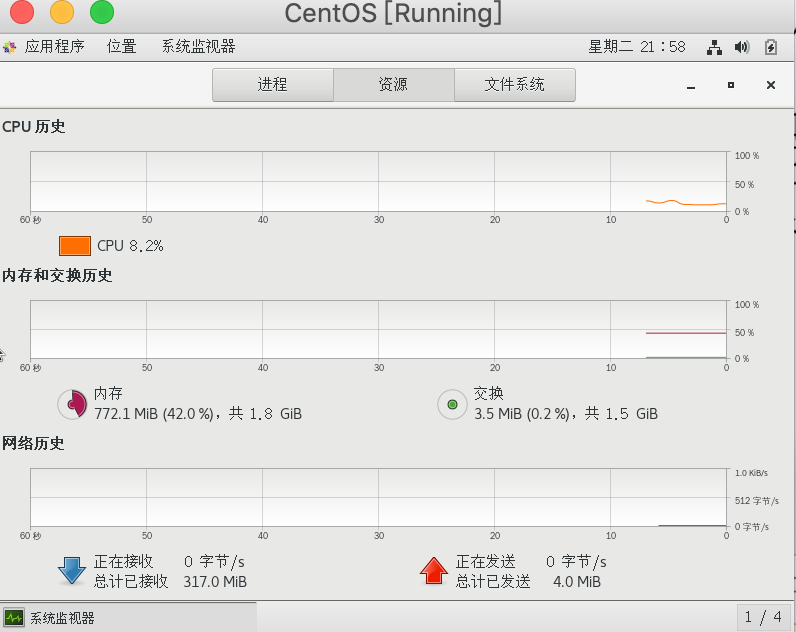 CentOS [Running]
应用程序 位置 系统监视器 星期二 21:58
进程 资源 文件系统
CPU 历史
100 %
50 %
0 %
60 秒 50 40 30 20 10 0
CPU 8.2%
内存和交换历史
100 %
50 %
0 %
60 秒 50 40 30 20 10 0
内存
772.1 MiB (42.0 %)，共 1.8 GiB
交换
3.5 MiB (0.2 %)，共 1.5 GiB
网络历史
1.0 KiB/s
512 字节/s
0 字节/s
60 秒 50 40 30 20 10 0
正在接收 0 字节/s
总计已接收 317.0 MiB
正在发送 0 字节/s
总计已发送 4.0 MiB
系统监视器 1 / 4